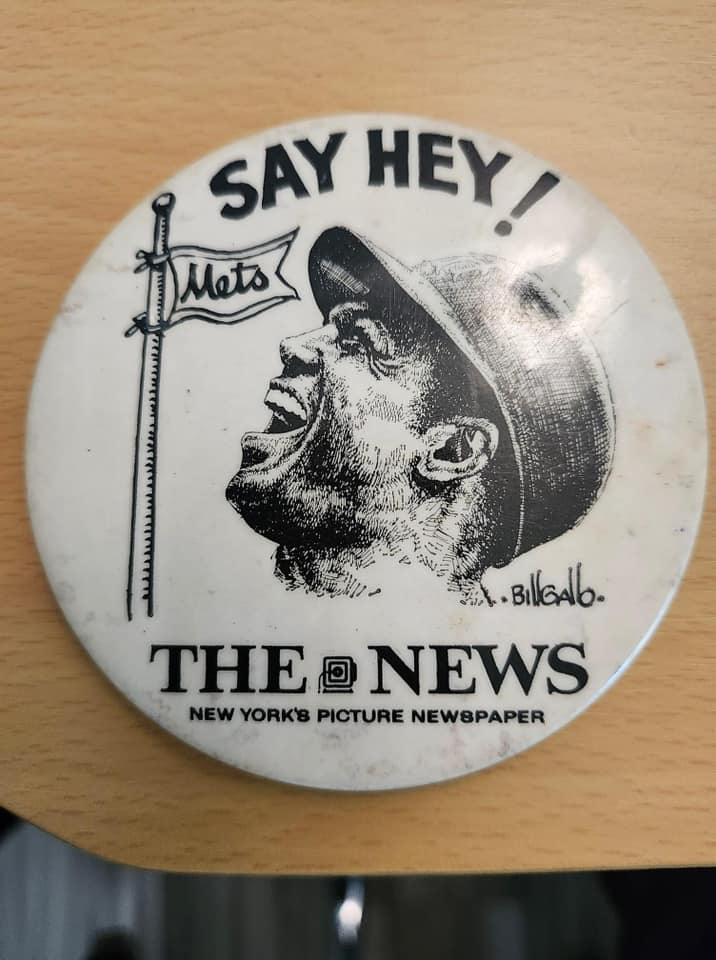 SAY HEY!
Mets
.BillGallo.
THE NEWS
NEW YORK'S PICTURE NEWSPAPER